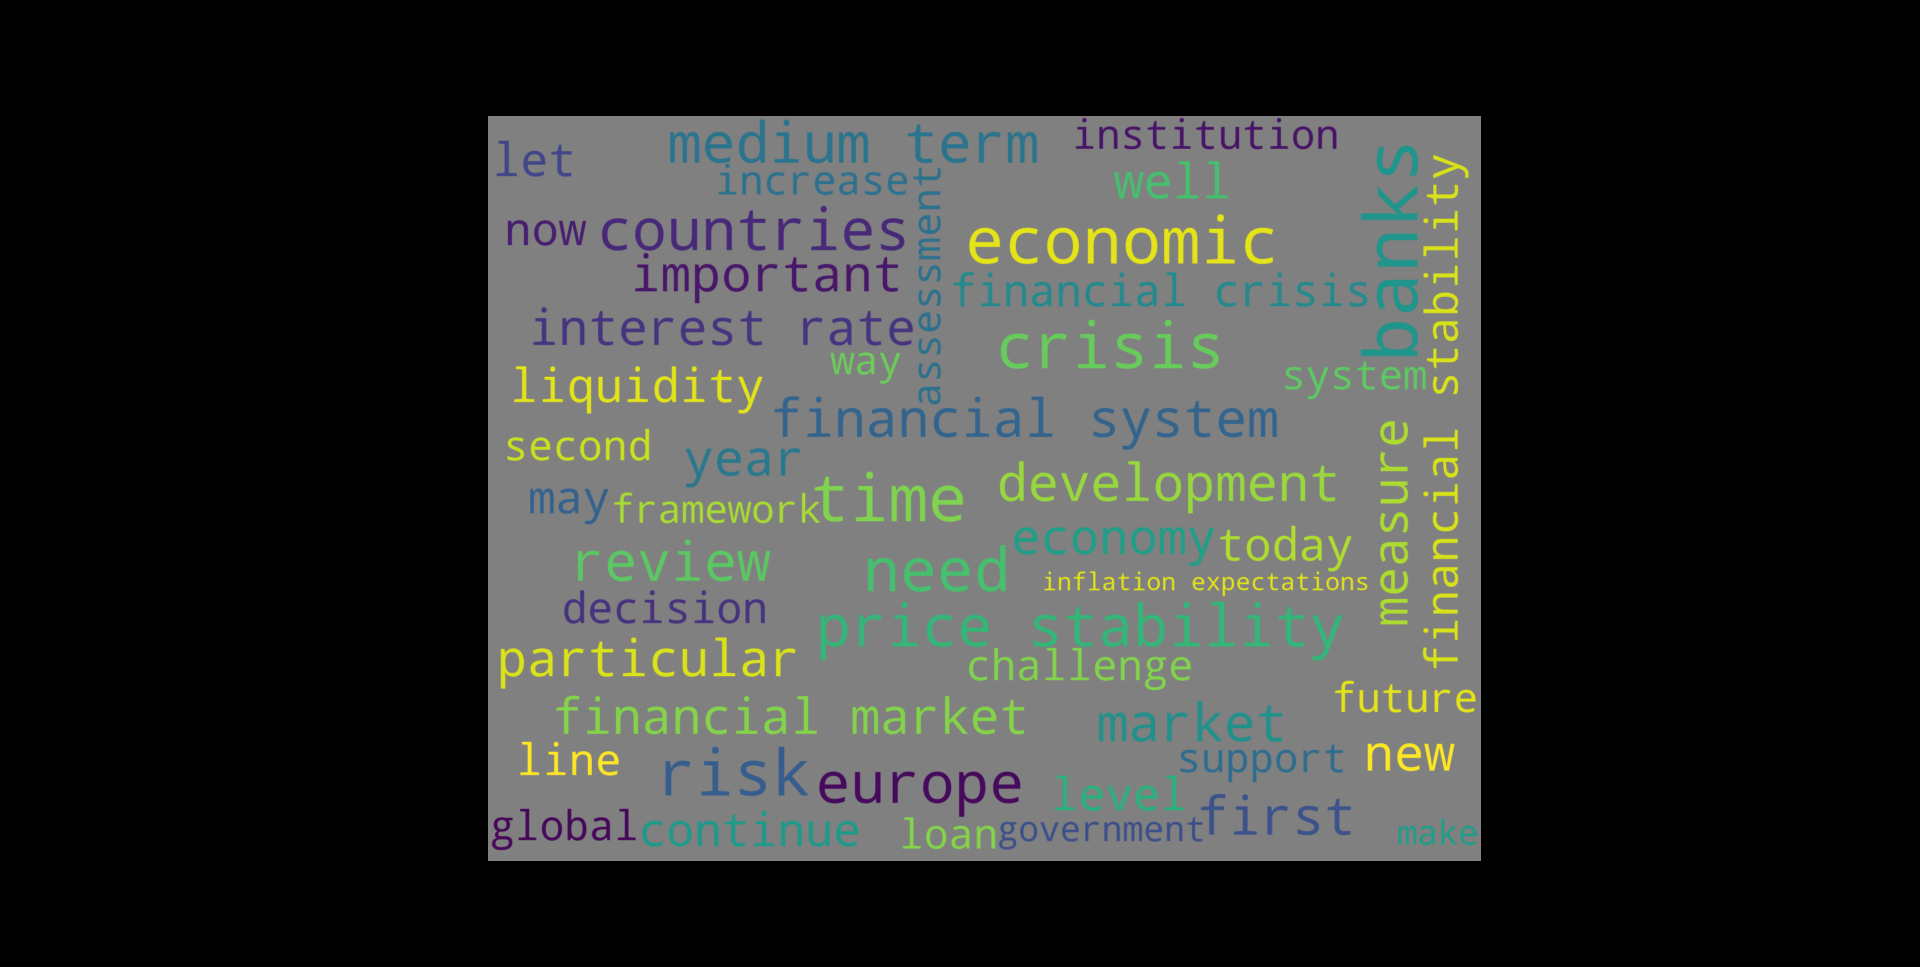 let
medium term
institution
increase
well
banks
financial stability
now
countries
assessment
economic
important
financial crisis
interest rate
crisis
way
system
liquidity
financial system
second
year
measure
may
framework
time
development
economy
today
review
need
inflation expectations
decision
price stability
particular
challenge
financial market
market
future
line
risk
europe
support
new
level
first
global
continue
loan
government
make